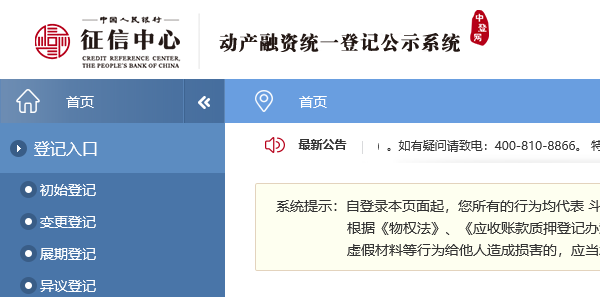 中国人民银行
征信中心
CREDIT REFERENCE CENTER,
THE PEOPLE'S BANK OF CHINA
动产融资统一登记公示系统
中登网
首页
首页
登记入口
最新公告
）。如有疑问请致电：400-810-8866。 特
初始登记
变更登记
展期登记
异议登记
系统提示：自登录本页面起，您所有的行为均代表 斗
根据《物权法》、《应收账款质押登记办
虚假材料等行为给他人造成损害的，应当